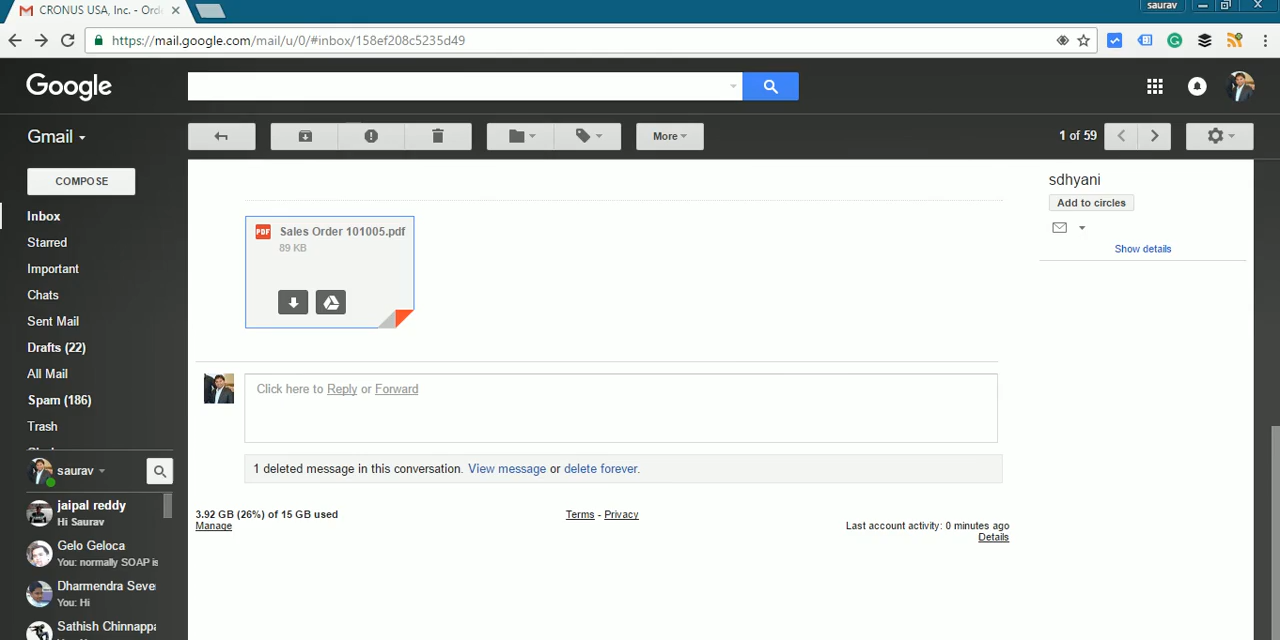 CRONUS USA, Inc. - Orde
saurav
https://mail.google.com/mail/u/0/#inbox/158ef208c5235d49
Google
Gmail
More
1 of 59
COMPOSE
Inbox
Starred
Important
Chats
Sent Mail
Drafts (22)
All Mail
Spam (186)
Trash
saurav
jaipal reddy
Hi Saurav
Gelo Geloca
You: normally SOAP is
Dharmendra Seve
You: Hi
Sathish Chinnappa
PDF Sales Order 101005.pdf
89 KB
Click here to Reply or Forward
1 deleted message in this conversation. View message or delete forever.
3.92 GB (26%) of 15 GB used
Manage
Terms - Privacy
Last account activity: 0 minutes ago
Details
sdhyani
Add to circles
Show details